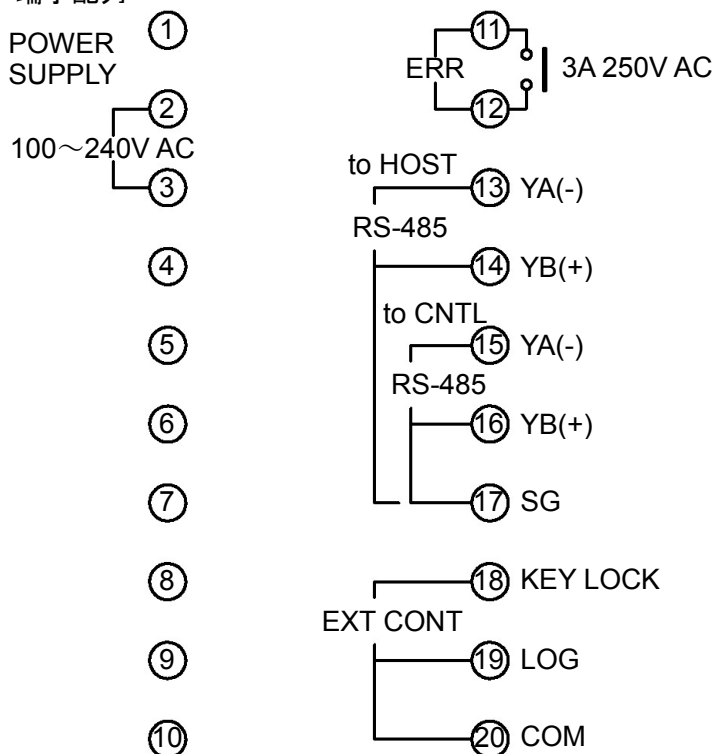 ①
POWER
SUPPLY
②
100～240V AC
③
④
⑤
⑥
⑦
⑧
⑨
⑩
⑪
ERR
3A 250V AC
⑫
to HOST
⑬ YA(-)
RS-485
⑭ YB(+)
to CNTL
⑮ YA(-)
RS-485
⑯ YB(+)
⑰ SG
⑱ KEY LOCK
EXT CONT
⑲ LOG
⑳ COM